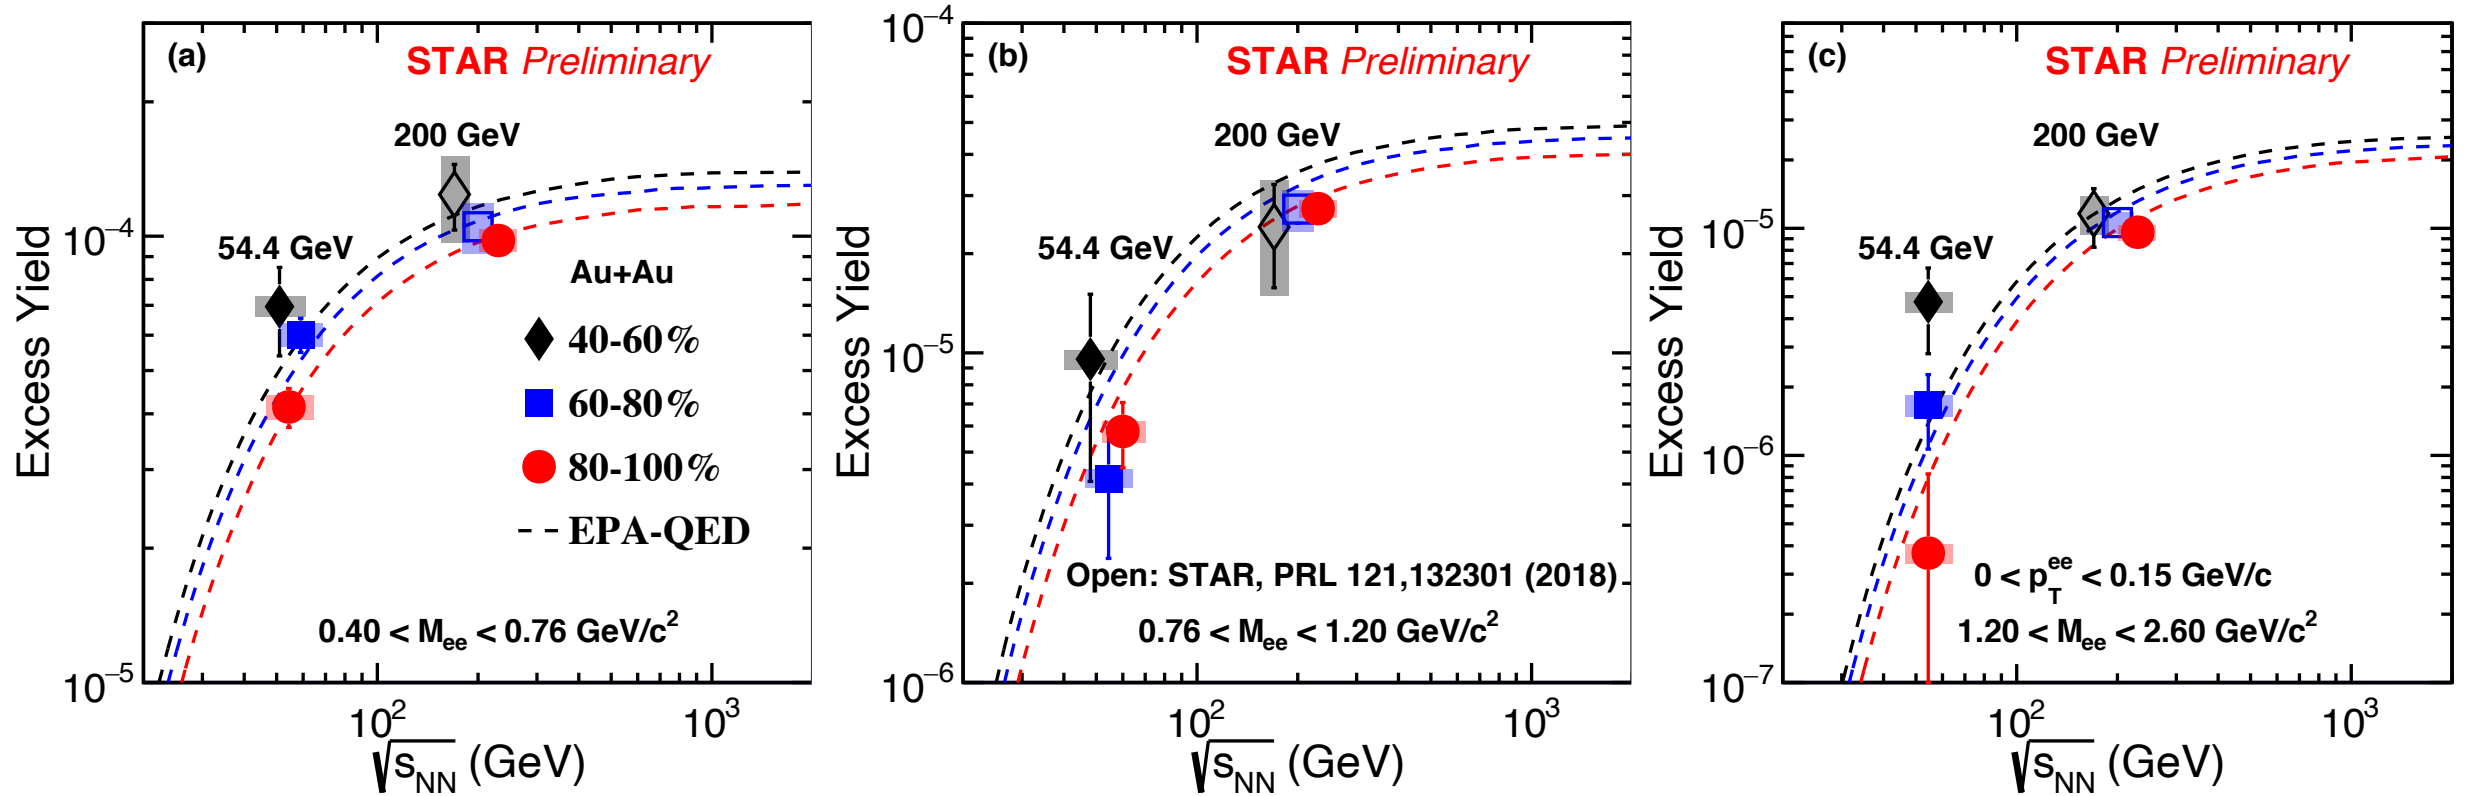 (a) STAR Preliminary
200 GeV
54.4 GeV
Au+Au
40-60%
60-80%
80-100%
EPA-QED
0.40 < M_ee < 0.76 GeV/c^2
Excess Yield
10^−4
10^−5
10^2
10^3
√s_NN (GeV)
(b) STAR Preliminary
200 GeV
54.4 GeV
Open: STAR, PRL 121,132301 (2018)
0.76 < M_ee < 1.20 GeV/c^2
Excess Yield
10^−4
10^−5
10^−6
10^2
10^3
√s_NN (GeV)
(c) STAR Preliminary
200 GeV
54.4 GeV
0 < p_T^ee < 0.15 GeV/c
1.20 < M_ee < 2.60 GeV/c^2
Excess Yield
10^−5
10^−6
10^−7
10^2
10^3
√s_NN (GeV)